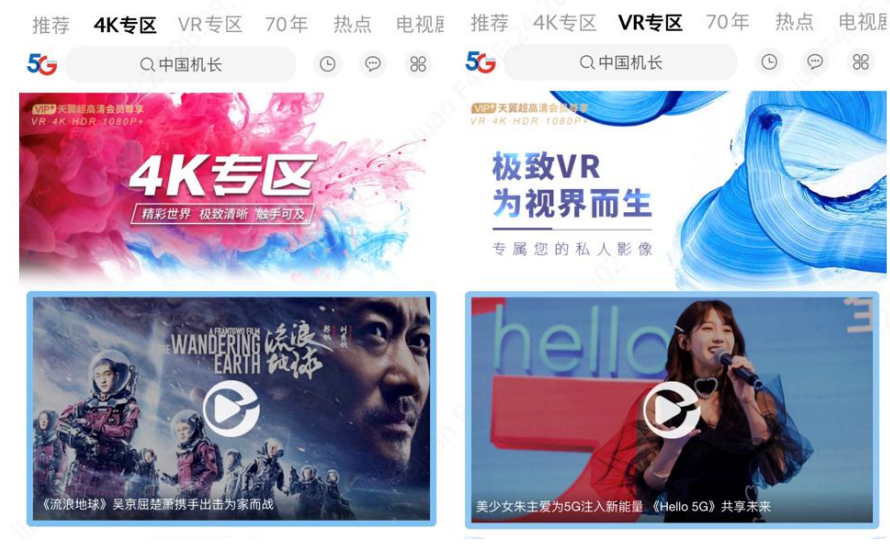 推荐 4K专区 VR专区 70年 热点 电视
5G 中国机长
VIP+ 天翼超高清会员尊享
VR·4K·HDR·1080P+
4K专区
精彩世界 极致清晰 触手可及
A FRANTGWO FILM
THE WANDERING
EARTH
流浪
地球
《流浪地球》吴京屈楚萧携手出击为家而战
推荐 4K专区 VR专区 70年 热点 电视
5G 中国机长
VIP+ 天翼超高清会员尊享
VR·4K·HDR·1080P+
极致VR
为视界而生
专属您的私人影像
hello
美少女朱主爱为5G注入新能量 《Hello 5G》共享未来